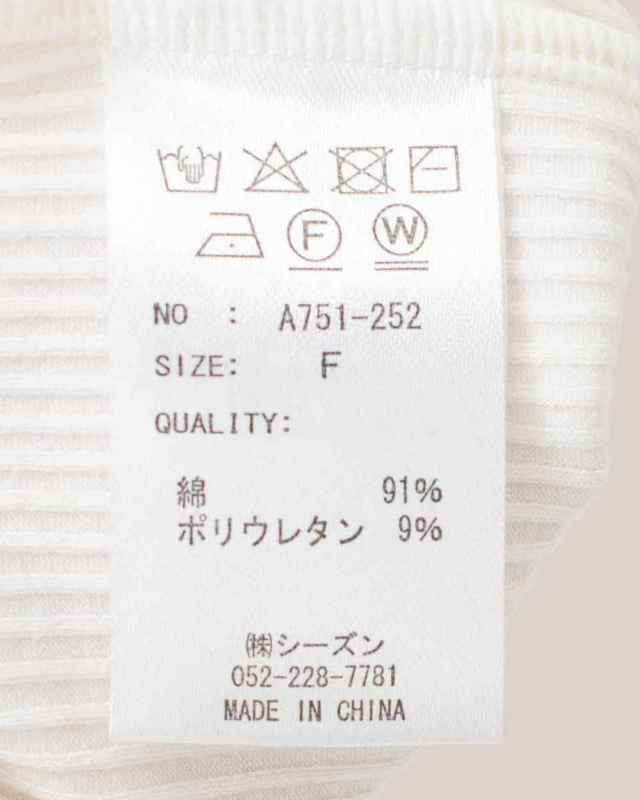 F W
NO : A751-252
SIZE: F
QUALITY:
綿 91%
ポリウレタン 9%
㈱シーズン
052-228-7781
MADE IN CHINA